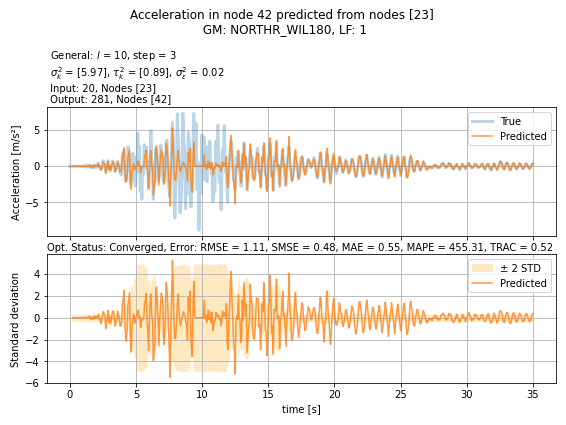 Acceleration in node 42 predicted from nodes [23]
GM: NORTHR_WIL180, LF: 1
General: l = 10, step = 3
σ²ₖ = [5.97], τ²ₖ = [0.89], σ²ε = 0.02
Input: 20, Nodes [23]
Output: 281, Nodes [42]
True
Predicted
Acceleration [m/s²]
5
0
−5
Opt. Status: Converged, Error: RMSE = 1.11, SMSE = 0.48, MAE = 0.55, MAPE = 455.31, TRAC = 0.52
± 2 STD
Predicted
Standard deviation
4
2
0
−2
−4
−6
0 5 10 15 20 25 30 35
time [s]